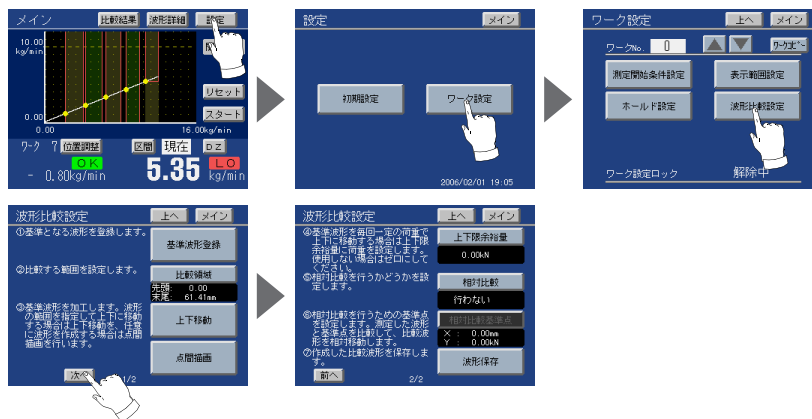 メイン 比較結果 波形詳細 設定
10.00
kg/min
リセット
スタート
0.00
0.00 16.00kg/min
ワーク 7 位置調整 区間 現在 DZ
OK LO
- 0.80kg/min 5.35 kg/min
設定 メイン
初期設定 ワーク設定
2006/02/01 19:05
ワーク設定 上へ メイン
ワークNo. 0 ワークコピー
測定開始条件設定 表示範囲設定
ホールド設定 波形比較設定
ワーク設定ロック 解除中
波形比較設定 上へ メイン
①基準となる波形を登録します。
基準波形登録
②比較する範囲を設定します。
比較領域
先頭: 0.00
末尾: 61.41mm
③基準波形を加工します。波形
の範囲を指定して上下に移動
する場合は上下移動を、任意
に波形を作成する場合は点間
描画を行います。
上下移動
点間描画
次へ 1/2
波形比較設定 上へ メイン
④基準波形を毎回一定の荷重で
上下に移動する場合は上下限
余裕量に荷重を設定します。
使用しない場合はゼロにして
ください。
上下限余裕量
0.00kN
⑤相対比較を行うかどうかを設
定します。
相対比較
行わない
⑥相対比較を行うための基準点
を設定します。測定した波形
と基準点を比較して、比較波
形を相対移動します。
相対比較基準点
X : 0.00mm
Y : 0.00kN
⑦作成した比較波形を保存しま
す。
波形保存
前へ 2/2